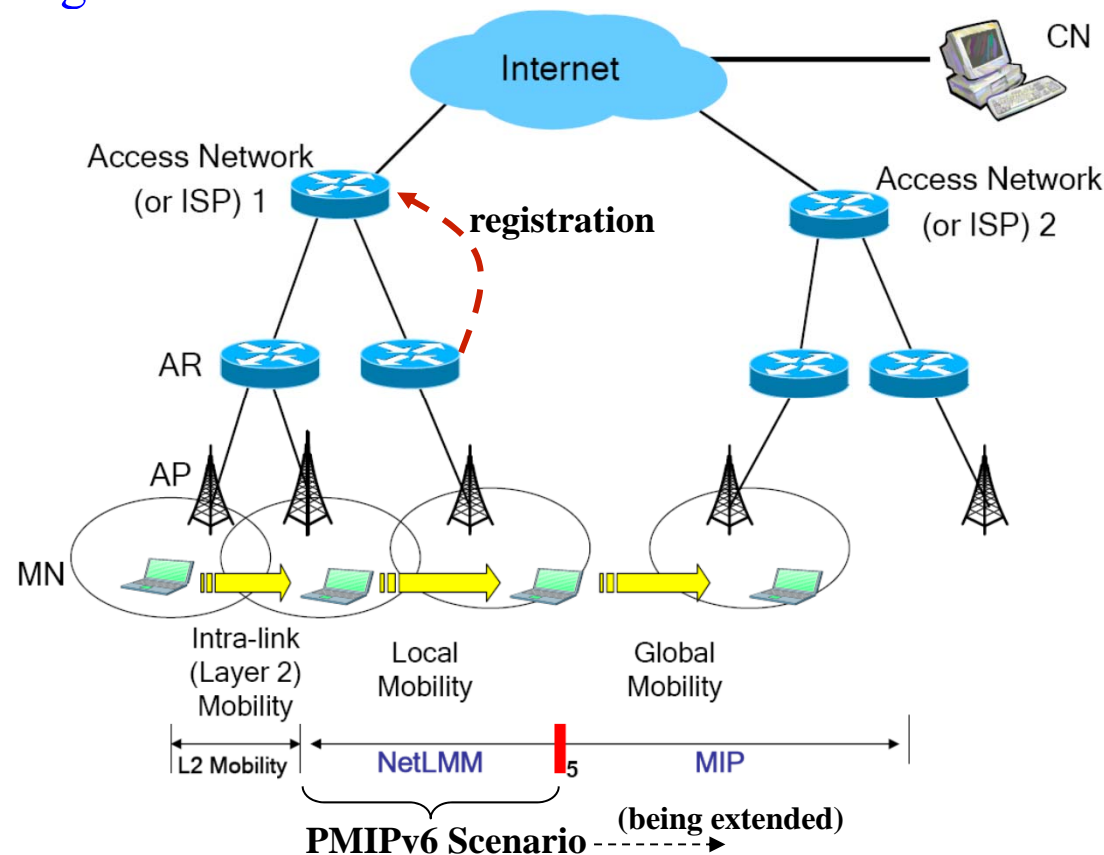 Internet
CN
Access Network
(or ISP) 1
Access Network
(or ISP) 2
registration
AR
AP
MN
Intra-link
(Layer 2)
Mobility
Local
Mobility
Global
Mobility
L2 Mobility
NetLMM
5
MIP
PMIPv6 Scenario
(being extended)